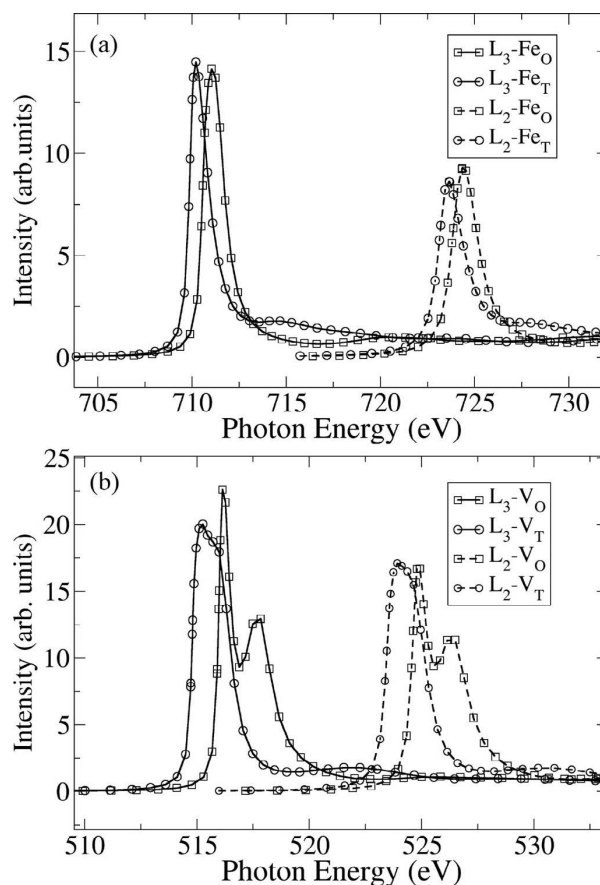 (a)
L3-FeO
L3-FeT
L2-FeO
L2-FeT
Intensity (arb.units)
15
10
5
0
705 710 715 720 725 730
Photon Energy (eV)
(b)
L3-VO
L3-VT
L2-VO
L2-VT
Intensity (arb. units)
25
20
15
10
5
0
510 515 520 525 530
Photon Energy (eV)